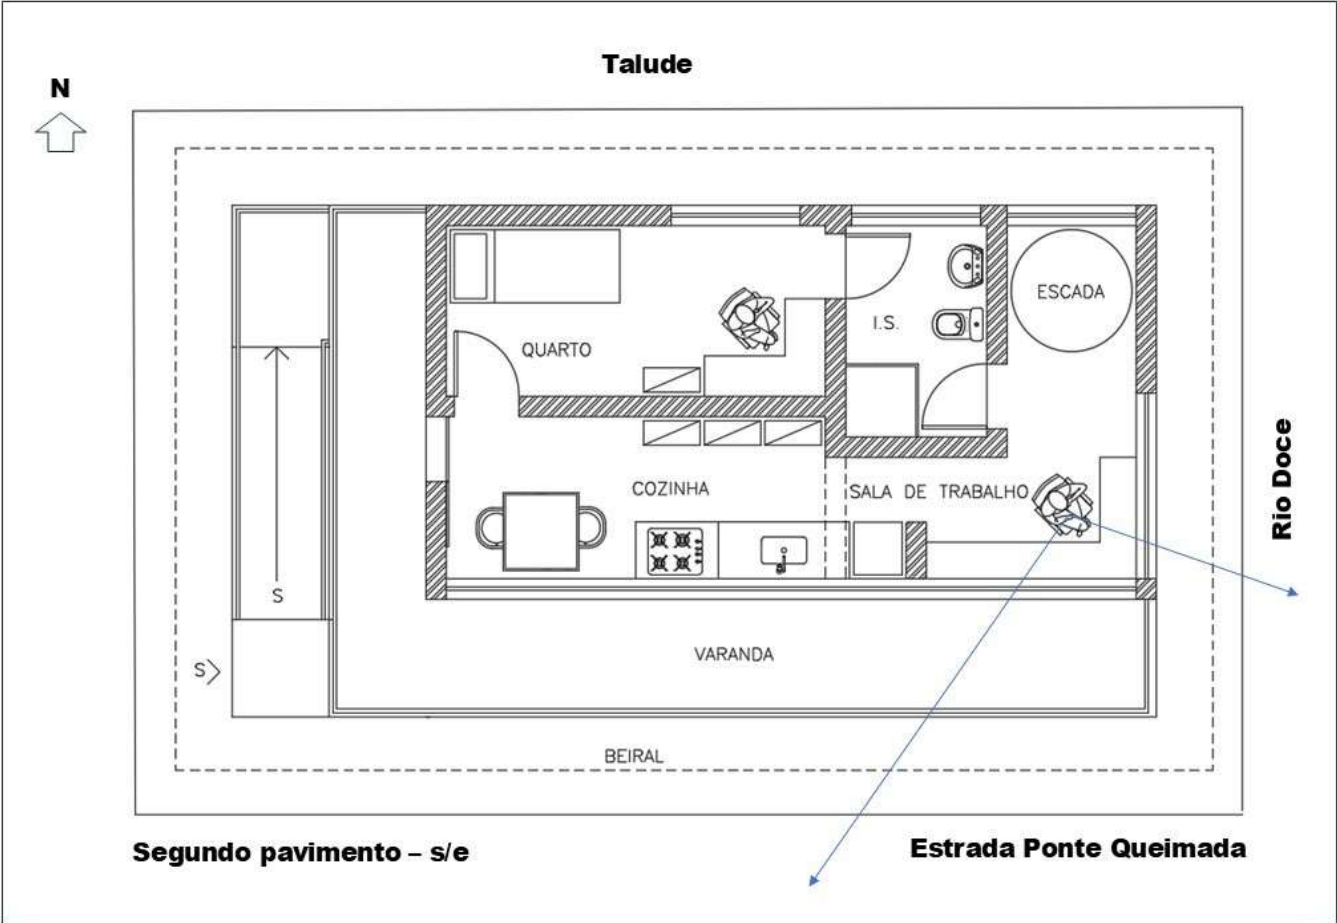 Talude
N
ESCADA
I.S.
QUARTO
Rio Doce
COZINHA
SALA DE TRABALHO
S
VARANDA
S
BEIRAL
Segundo pavimento – s/e
Estrada Ponte Queimada